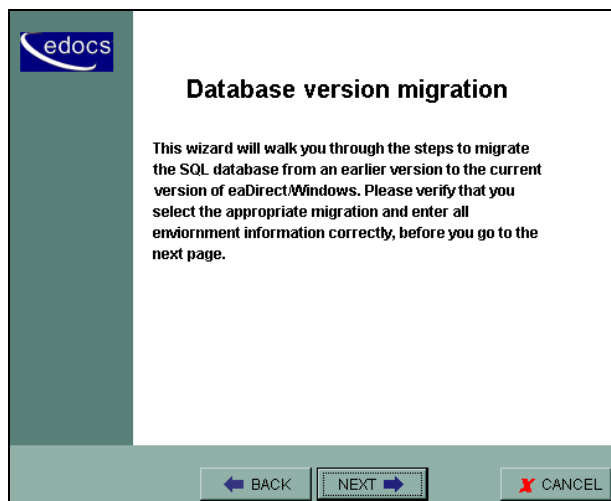 edocs
Database version migration
This wizard will walk you through the steps to migrate
the SQL database from an earlier version to the current
version of eaDirect/Windows. Please verify that you
select the appropriate migration and enter all
enviornment information correctly, before you go to the
next page.
BACK NEXT CANCEL